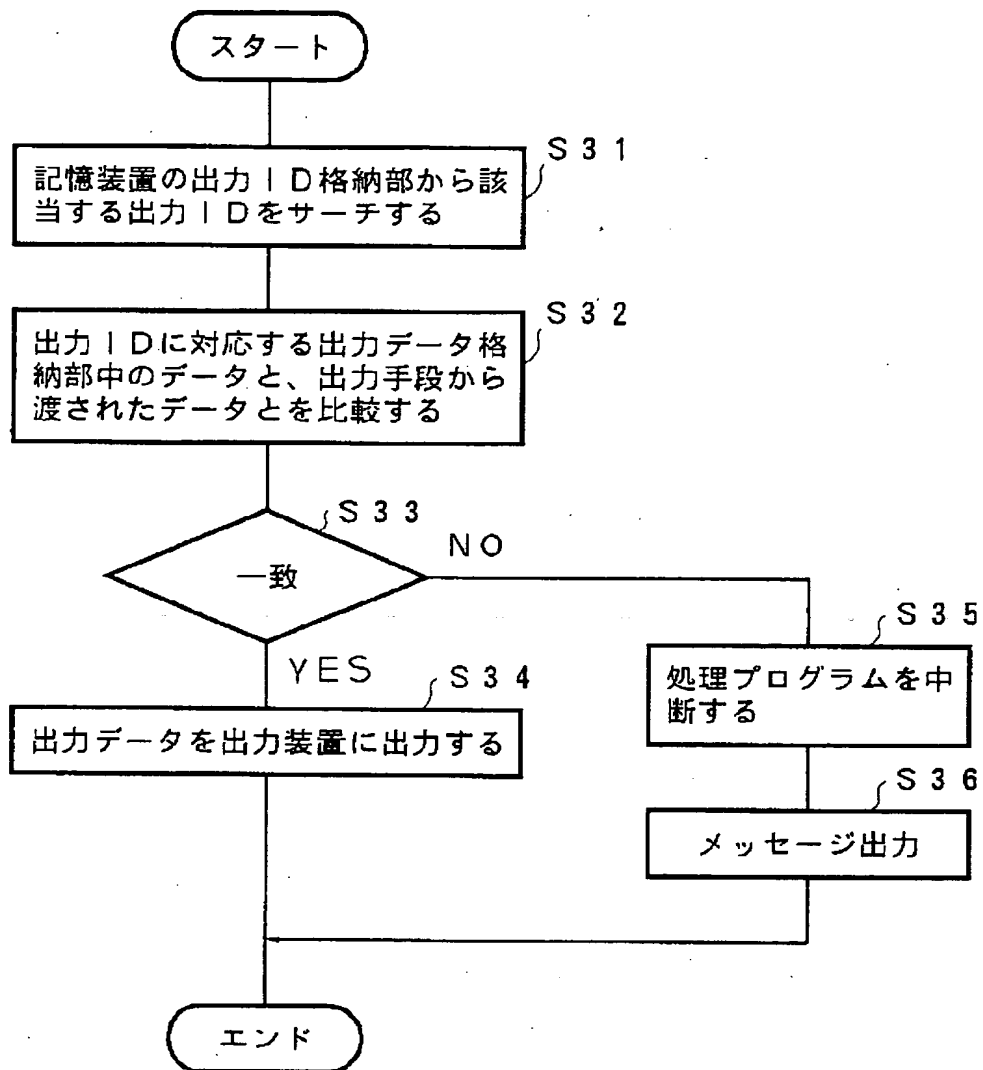 スタート
S31
記憶装置の出力ID格納部から該
当する出力IDをサーチする
S32
出力IDに対応する出力データ格
納部中のデータと、出力手段から
渡されたデータとを比較する
S33
一致
NO
YES
S34
出力データを出力装置に出力する
S35
処理プログラムを中
断する
S36
メッセージ出力
エンド